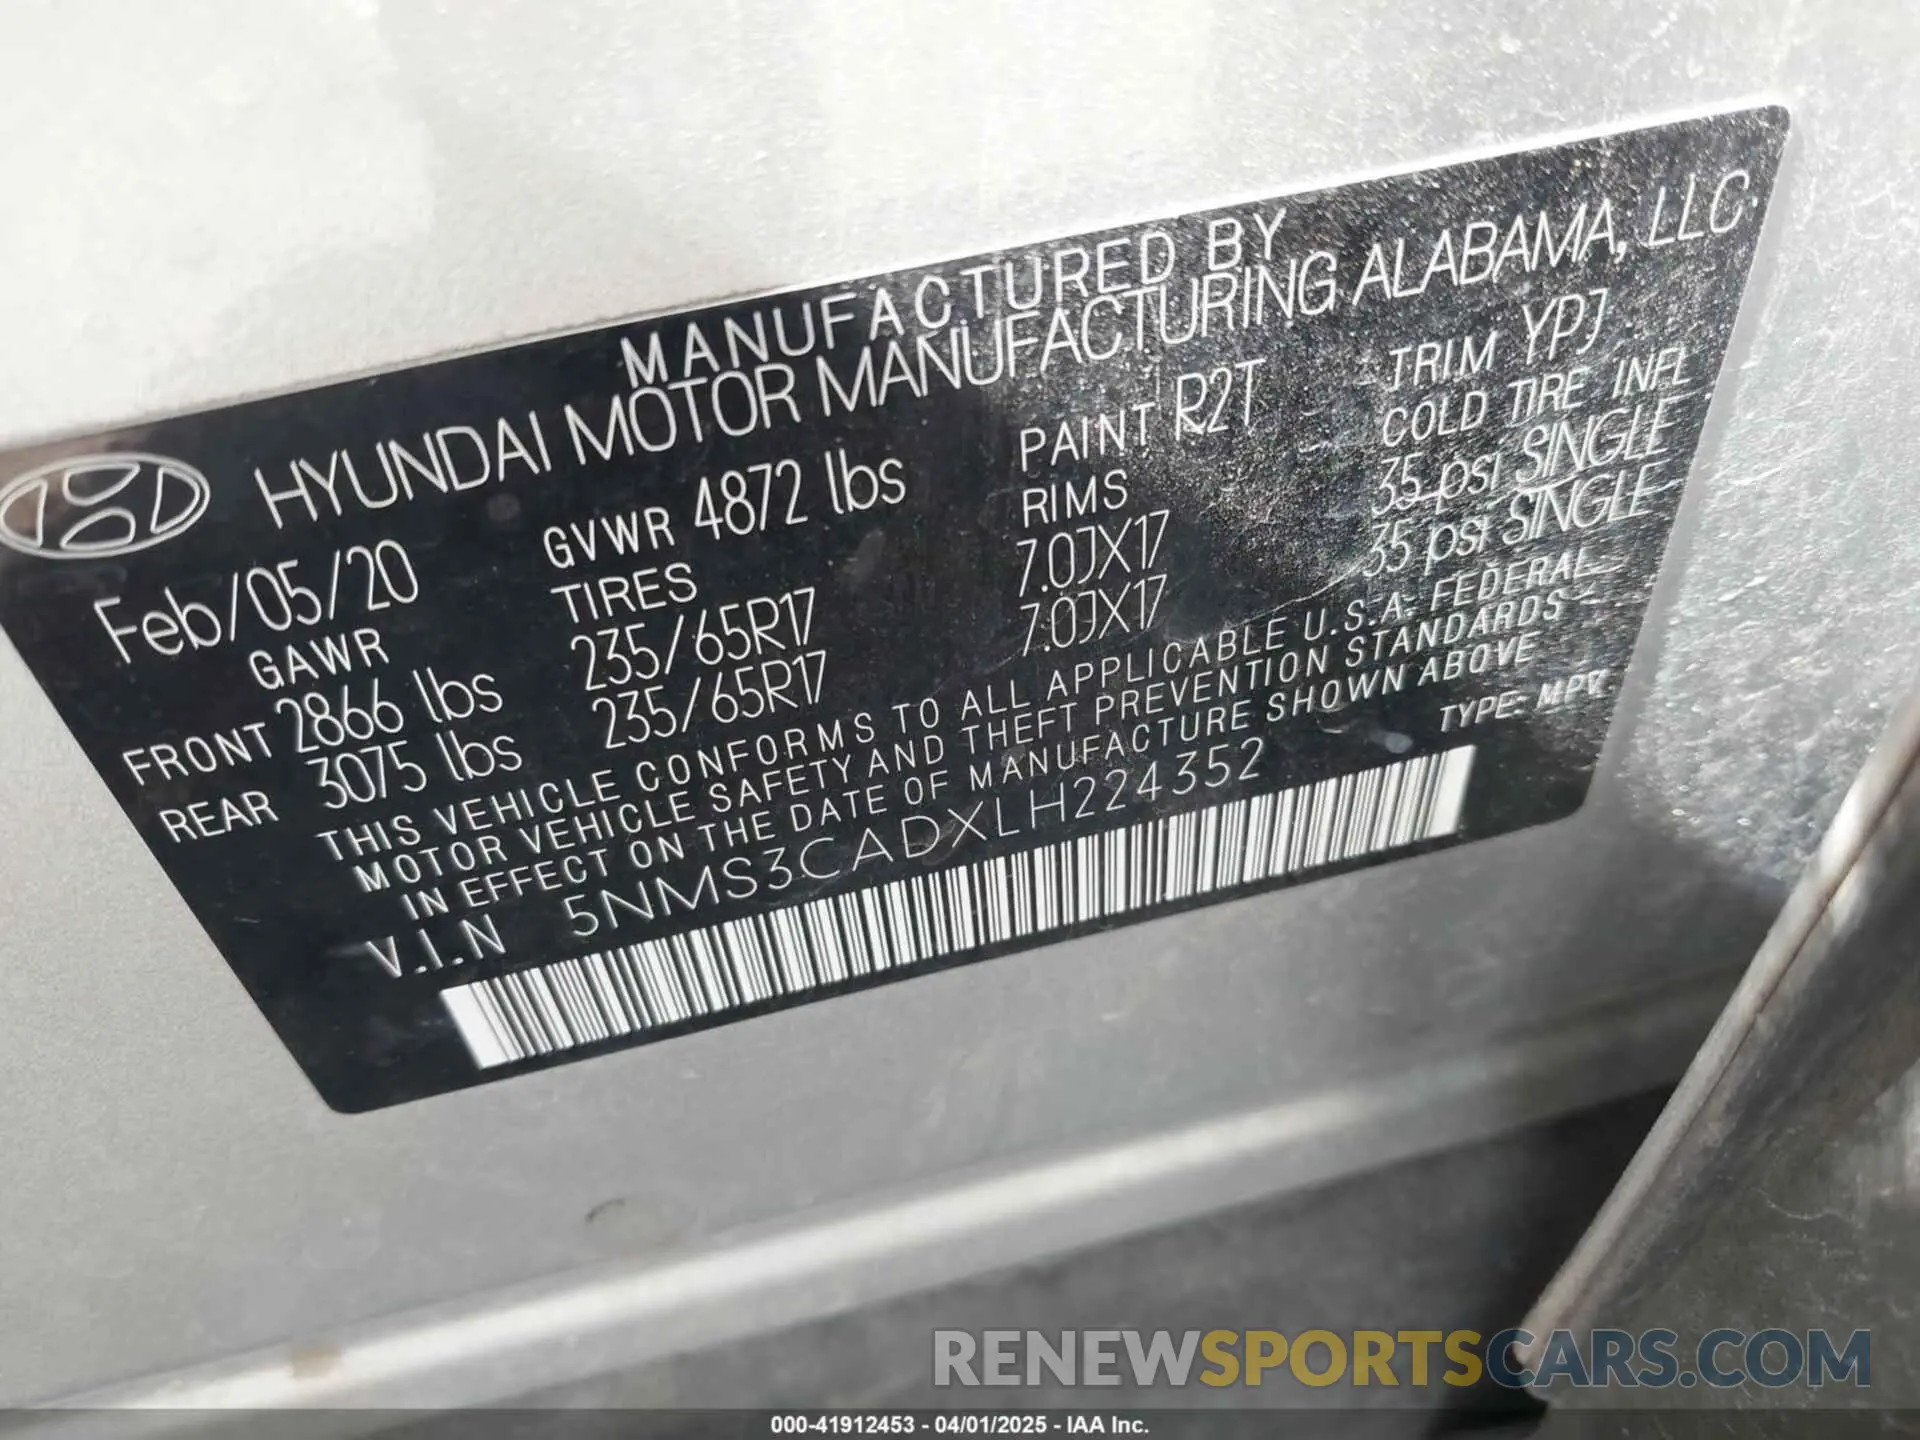 MANUFACTURED BY
HYUNDAI MOTOR MANUFACTURING ALABAMA, LLC.
Feb/05/20 GVWR 4872 lbs PAINT R2T TRIM YPJ
GAWR TIRES RIMS COLD TIRE INFL
FRONT 2866 lbs 235/65R17 7.0JX17 35 psi SINGLE
REAR 3075 lbs 235/65R17 7.0JX17 35 psi SINGLE
THIS VEHICLE CONFORMS TO ALL APPLICABLE U.S.A. FEDERAL
MOTOR VEHICLE SAFETY AND THEFT PREVENTION STANDARDS
IN EFFECT ON THE DATE OF MANUFACTURE SHOWN ABOVE
V.I.N 5NMS3CADXLH224352 TYPE: MPV
RENEWSPORTSCARS.COM
000-41912453 - 04/01/2025 - IAA Inc.